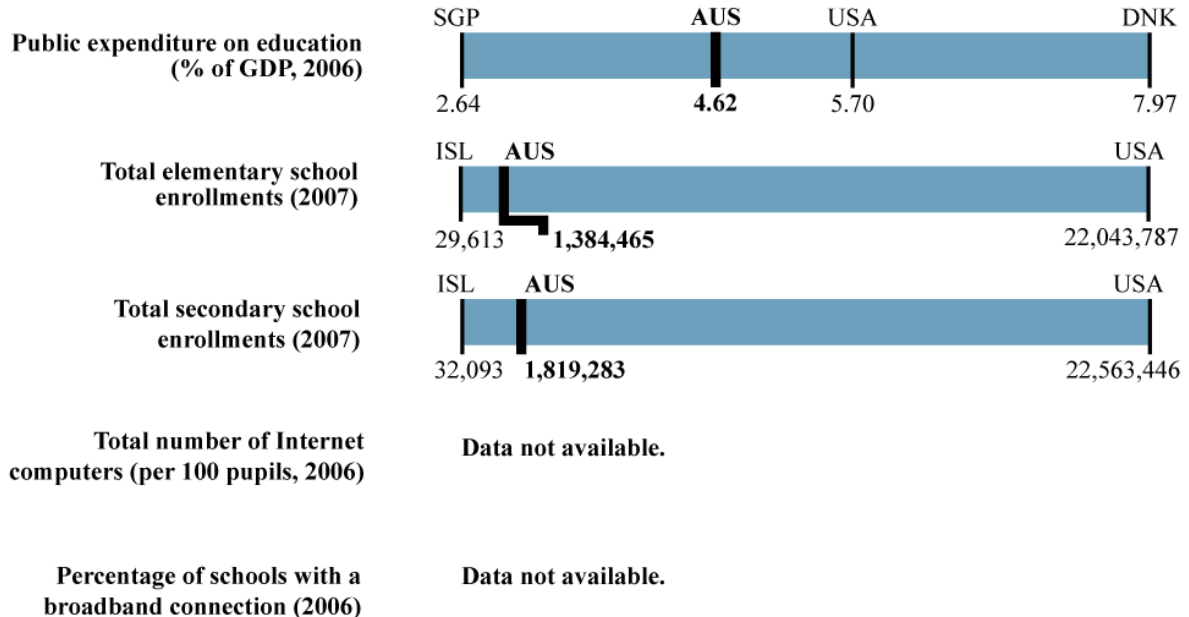 SGP AUS USA DNK
Public expenditure on education
(% of GDP, 2006)
2.64 4.62 5.70 7.97
ISL AUS USA
Total elementary school
enrollments (2007)
29,613 1,384,465 22,043,787
ISL AUS USA
Total secondary school
enrollments (2007)
32,093 1,819,283 22,563,446
Total number of Internet
computers (per 100 pupils, 2006)
Data not available.
Percentage of schools with a
broadband connection (2006)
Data not available.